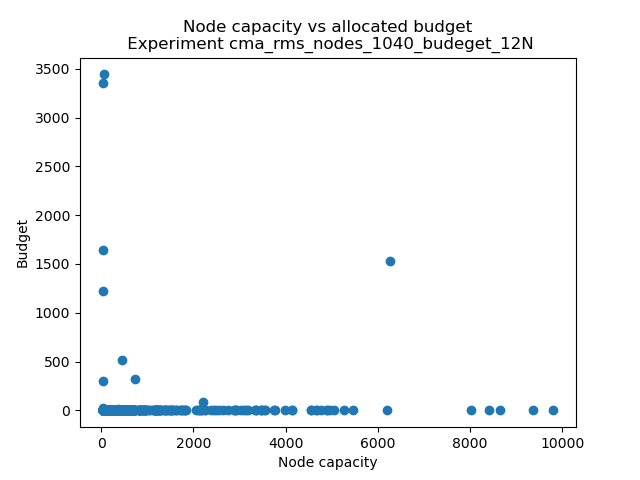 Node capacity vs allocated budget
Experiment cma_rms_nodes_1040_budeget_12N
3500
3000
2500
2000
1500
1000
500
0
Budget
0 2000 4000 6000 8000 10000
Node capacity